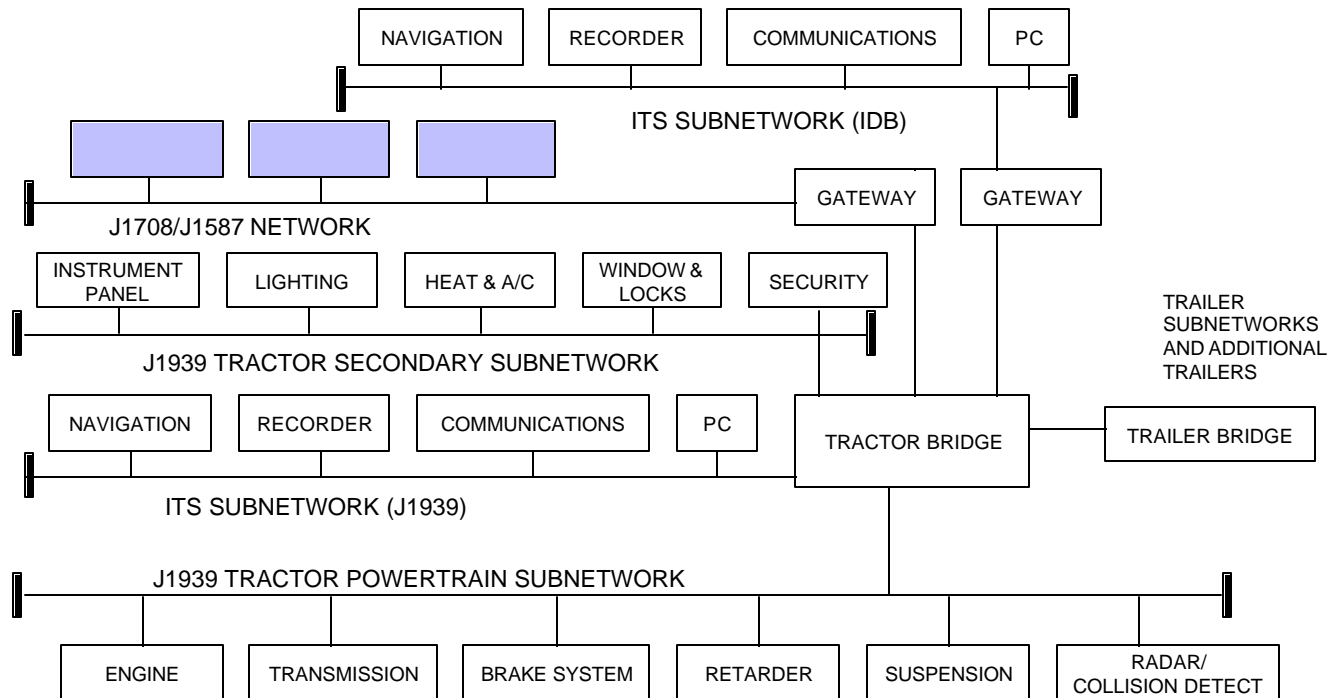 NAVIGATION
RECORDER
COMMUNICATIONS
PC
ITS SUBNETWORK (IDB)
GATEWAY
GATEWAY
J1708/J1587 NETWORK
INSTRUMENT
PANEL
LIGHTING
HEAT & A/C
WINDOW &
LOCKS
SECURITY
J1939 TRACTOR SECONDARY SUBNETWORK
TRAILER
SUBNETWORKS
AND ADDITIONAL
TRAILERS
NAVIGATION
RECORDER
COMMUNICATIONS
PC
TRACTOR BRIDGE
TRAILER BRIDGE
ITS SUBNETWORK (J1939)
J1939 TRACTOR POWERTRAIN SUBNETWORK
ENGINE
TRANSMISSION
BRAKE SYSTEM
RETARDER
SUSPENSION
RADAR/
COLLISION DETECT